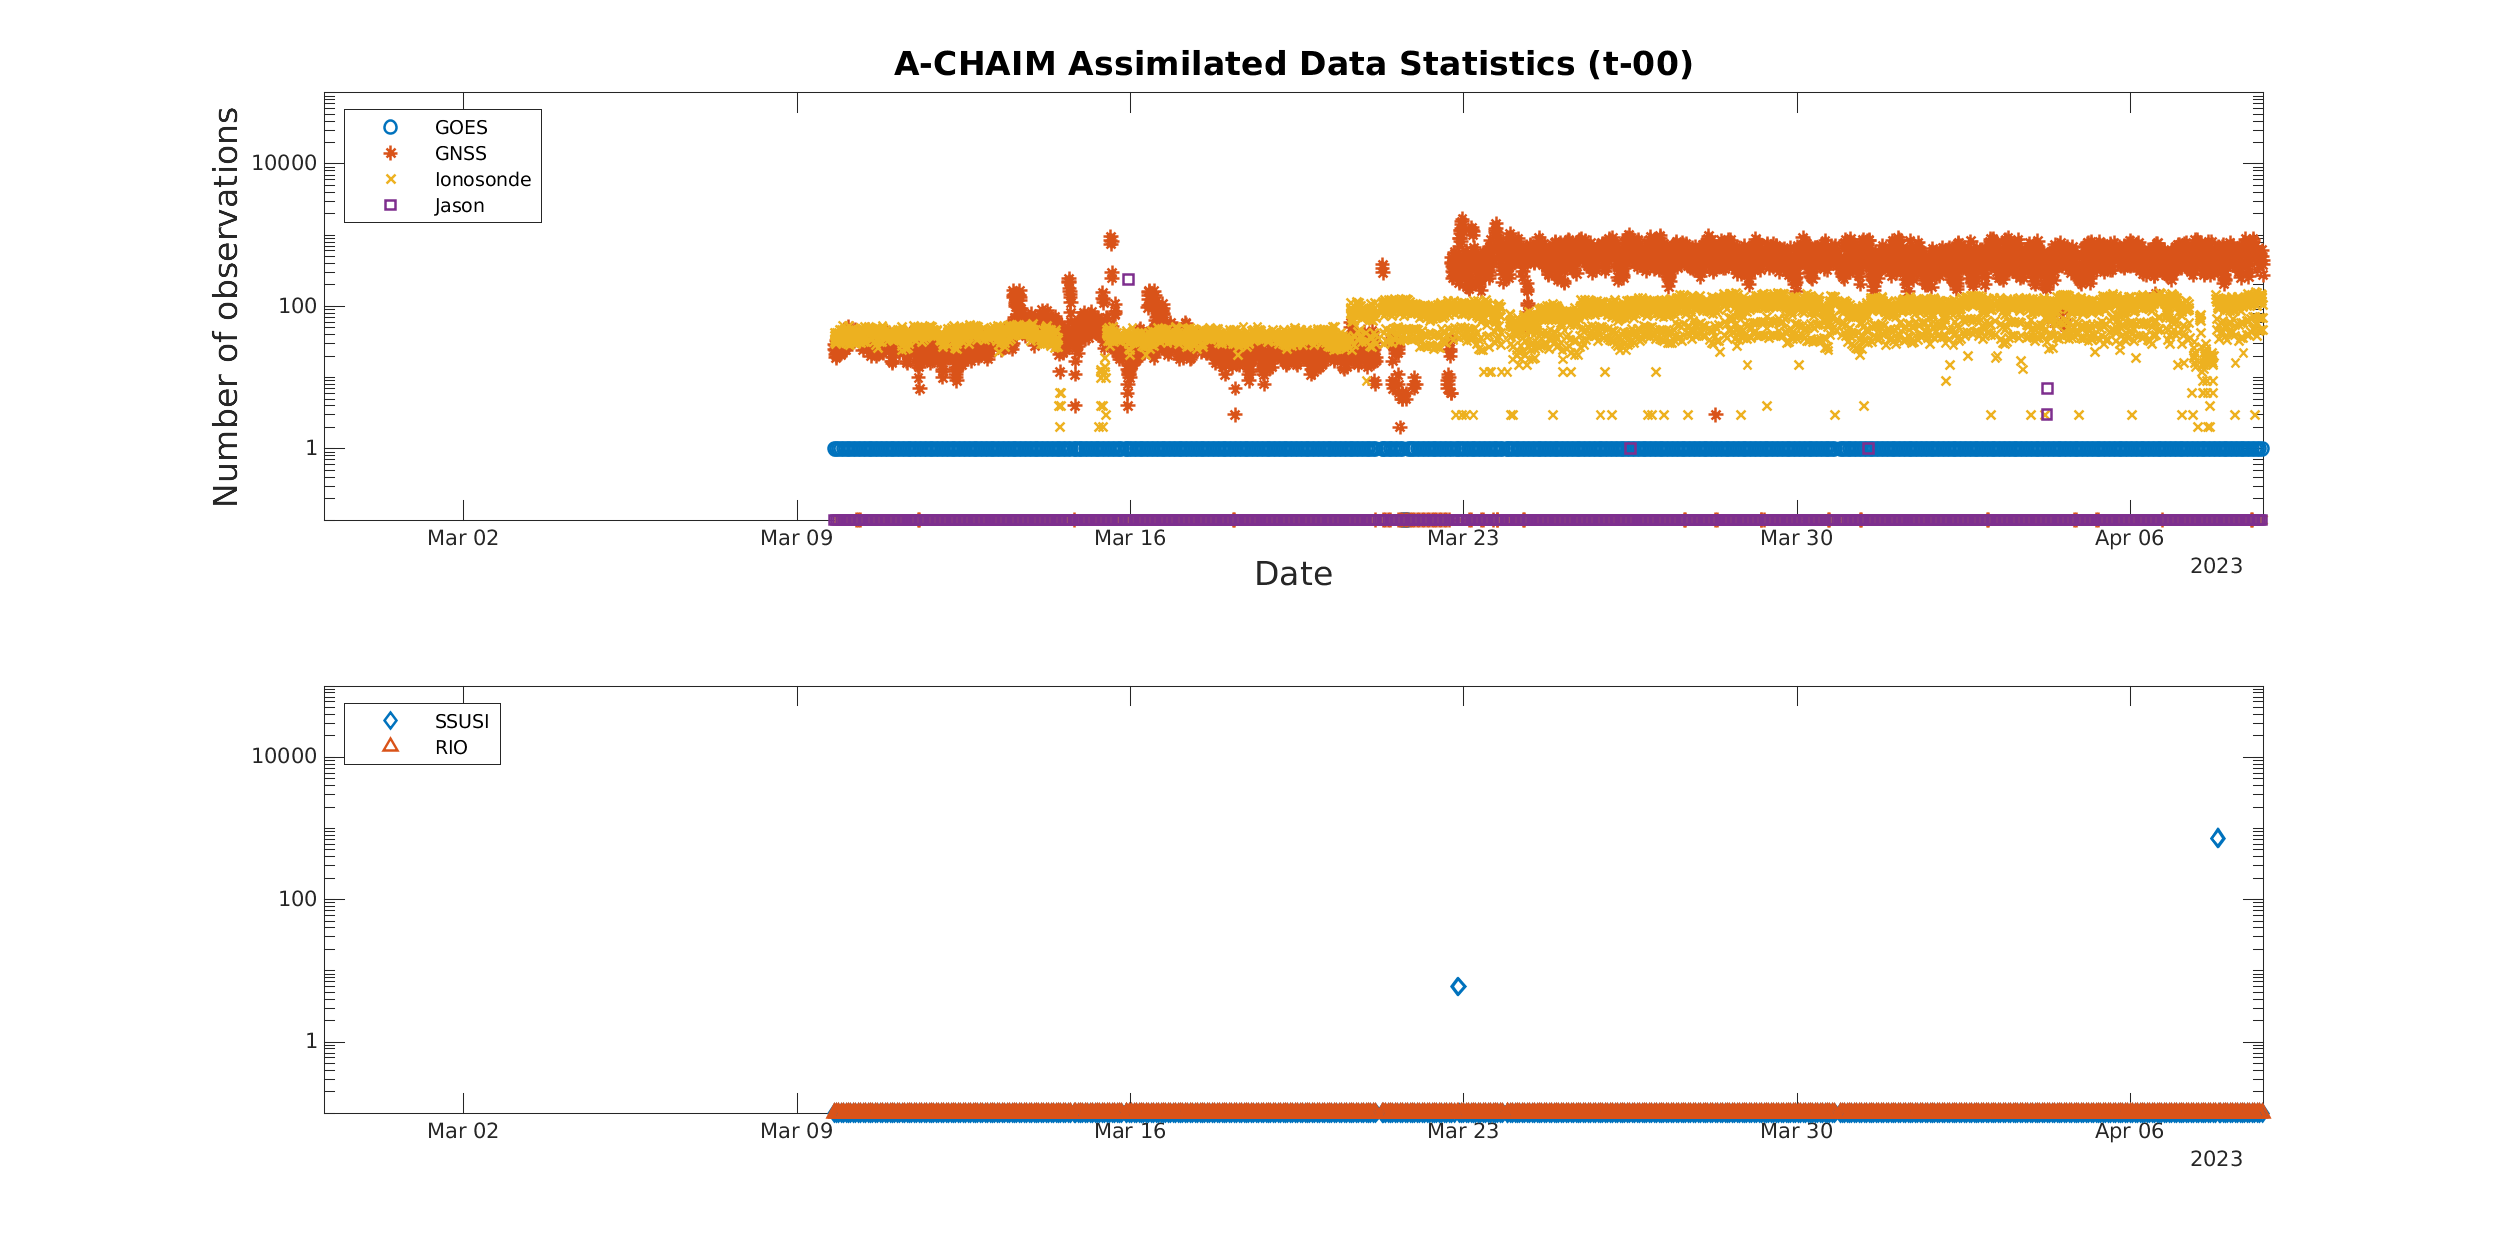 A-CHAIM Assimilated Data Statistics (t-00)
Number of observations
10000
100
1
GOES
GNSS
Ionosonde
Jason
Mar 02
Mar 09
Mar 16
Mar 23
Mar 30
Apr 06
2023
Date
10000
100
1
SSUSI
RIO
Mar 02
Mar 09
Mar 16
Mar 23
Mar 30
Apr 06
2023